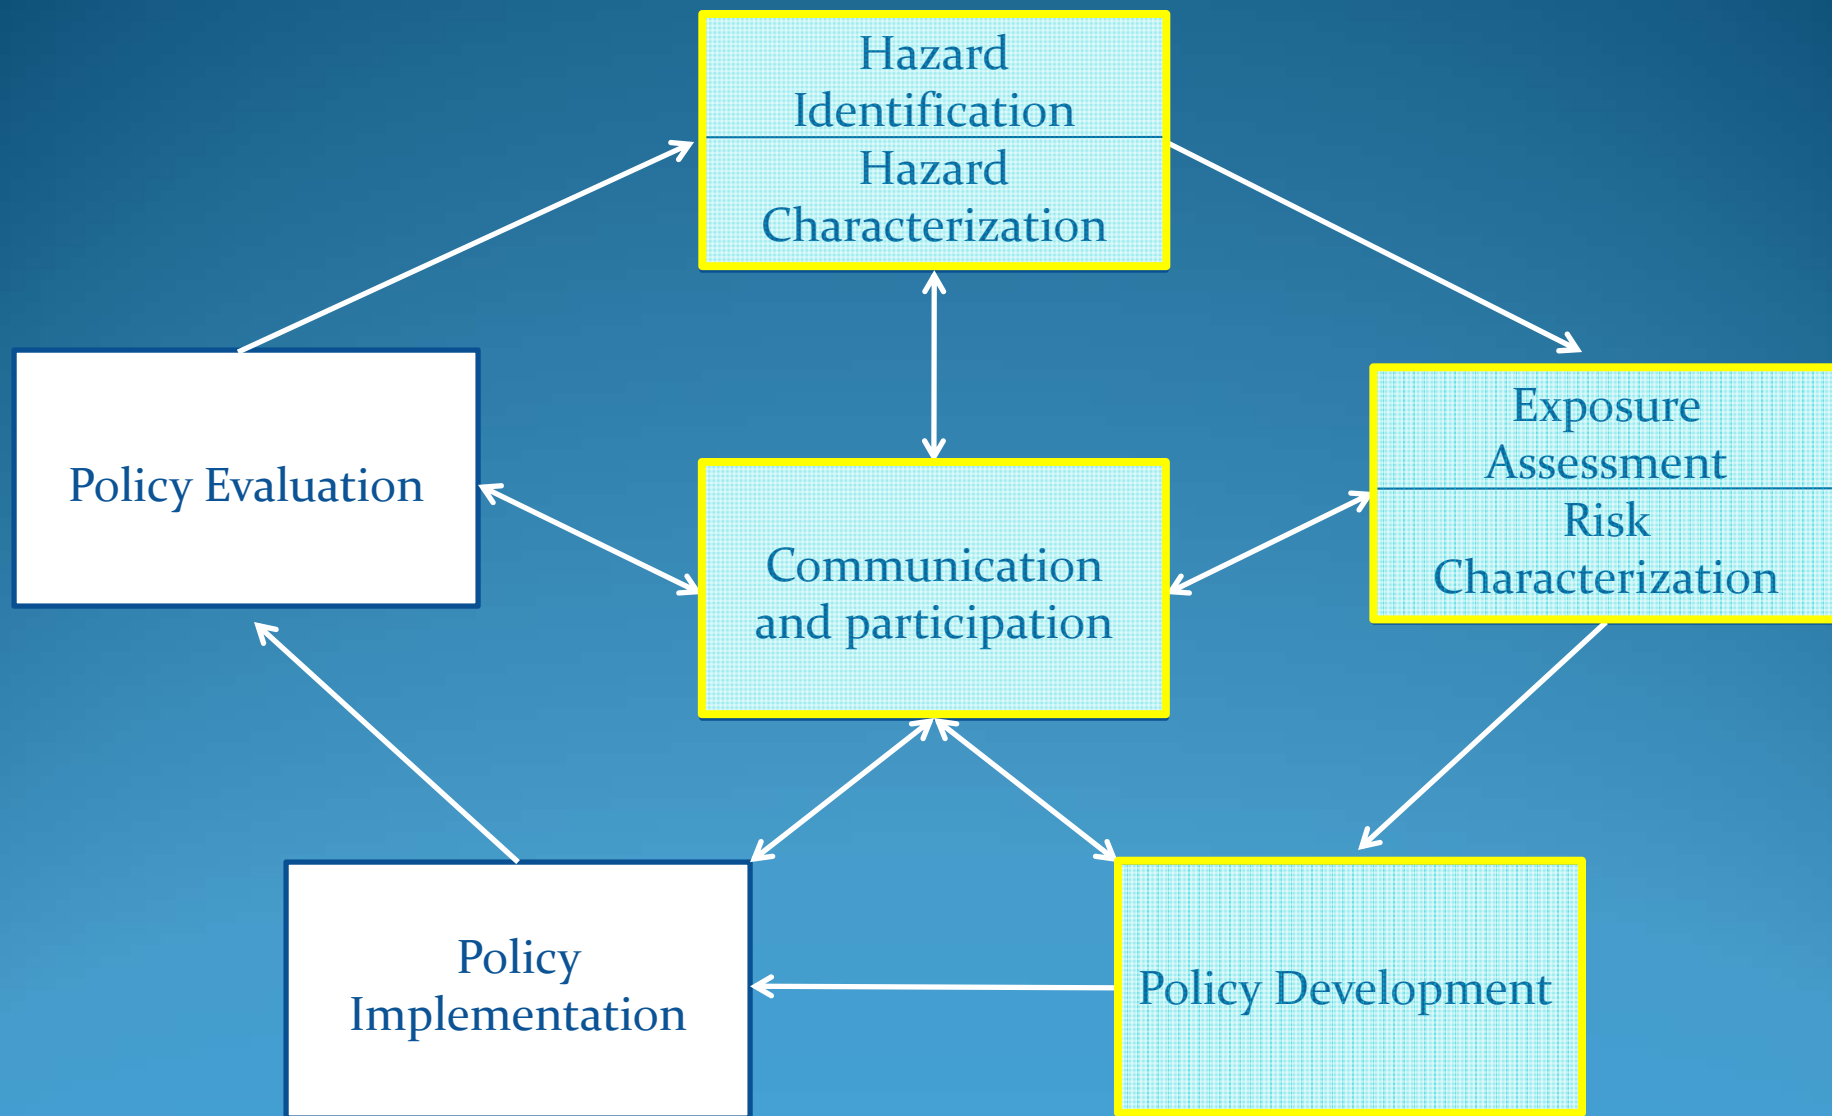 Hazard
Identification
Hazard
Characterization
Policy Evaluation
Communication
and participation
Exposure
Assessment
Risk
Characterization
Policy
Implementation
Policy Development